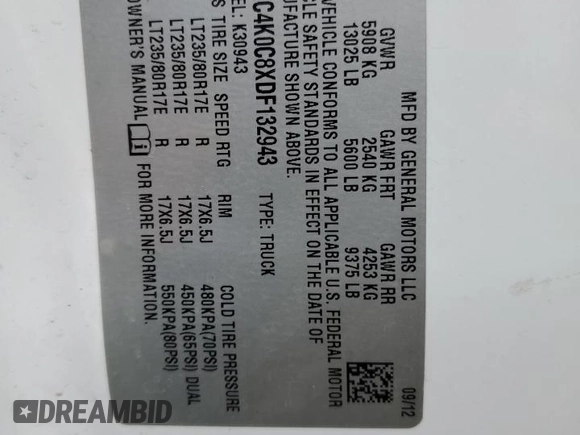 MFD BY GENERAL MOTORS LLC 09/12
GVWR GAWR FRT GAWR RR
5908 KG 2540 KG 4253 KG
13025 LB 5600 LB 9375 LB
VEHICLE CONFORMS TO ALL APPLICABLE U.S. FEDERAL MOTOR
SAFETY STANDARDS IN EFFECT ON THE DATE OF
SHOWN ABOVE.
C4K0C8XDF132943 TYPE: TRUCK
K30943
TIRE SIZE SPEED RTG RIM COLD TIRE PRESSURE
LT235/80R17E R 17X6.5J 480KPA(70PSI)
LT235/80R17E R 17X6.5J 450KPA(65PSI) DUAL
LT235/80R17E R 17X6.5J 550KPA(80PSI)
OWNER'S MANUAL FOR MORE INFORMATION.
DREAMBID